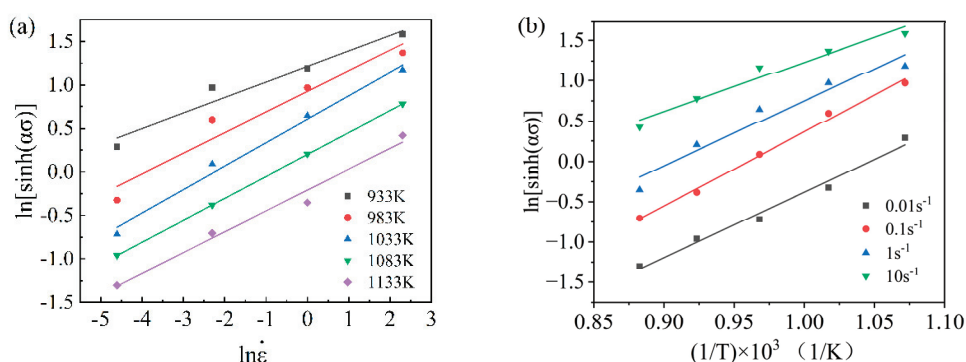 (a)
ln[sinh(ασ)]
1.5
1.0
0.5
0.0
-0.5
-1.0
-1.5
933K
983K
1033K
1083K
1133K
-5 -4 -3 -2 -1 0 1 2 3
lnε̇
(b)
ln[sinh(ασ)]
1.5
1.0
0.5
0.0
−0.5
−1.0
−1.5
0.01s⁻¹
0.1s⁻¹
1s⁻¹
10s⁻¹
0.85 0.90 0.95 1.00 1.05 1.10
(1/T)×10³ （1/K）